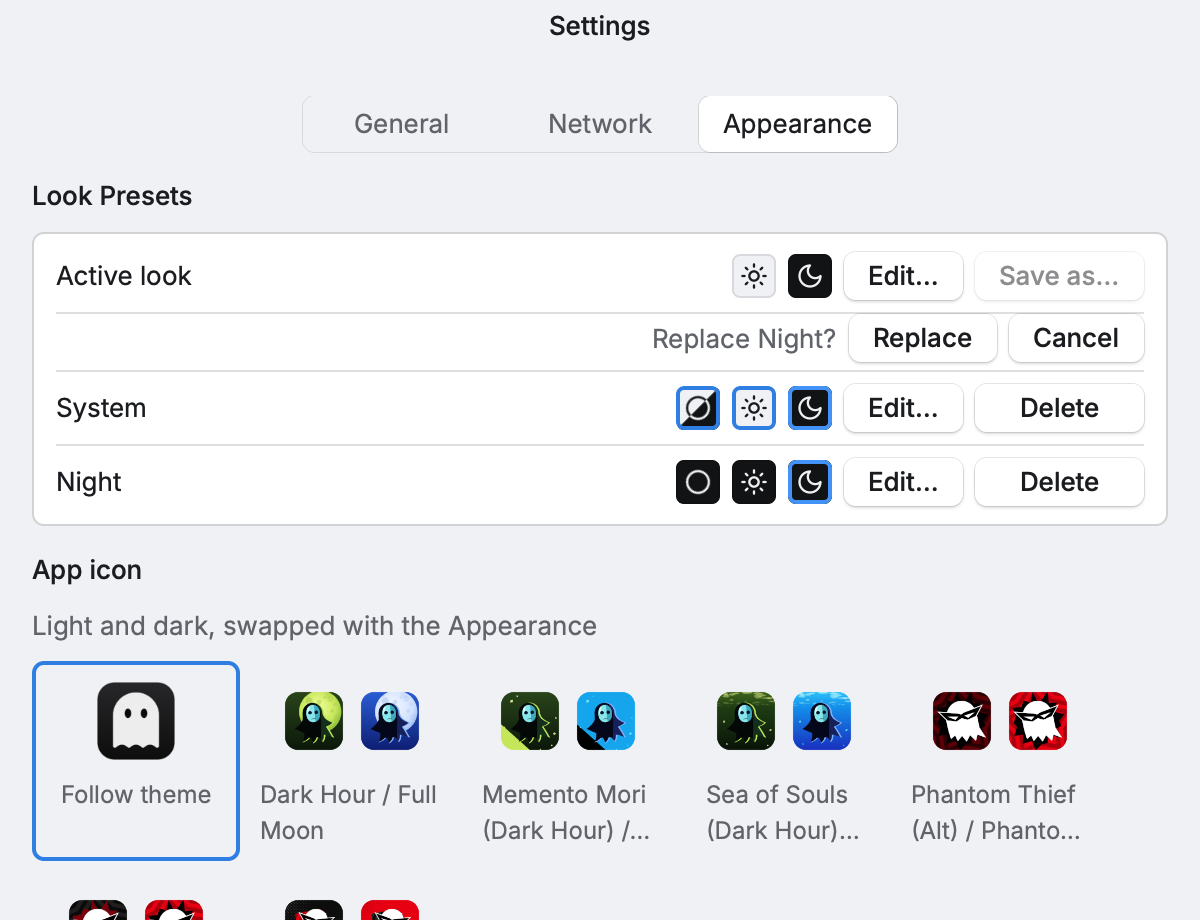 Settings
General Network Appearance
Look Presets
Active look Edit... Save as...
Replace Night? Replace Cancel
System Edit... Delete
Night Edit... Delete
App icon
Light and dark, swapped with the Appearance
Follow theme
Dark Hour / Full
Moon
Memento Mori
(Dark Hour) /...
Sea of Souls
(Dark Hour)...
Phantom Thief
(Alt) / Phanto...